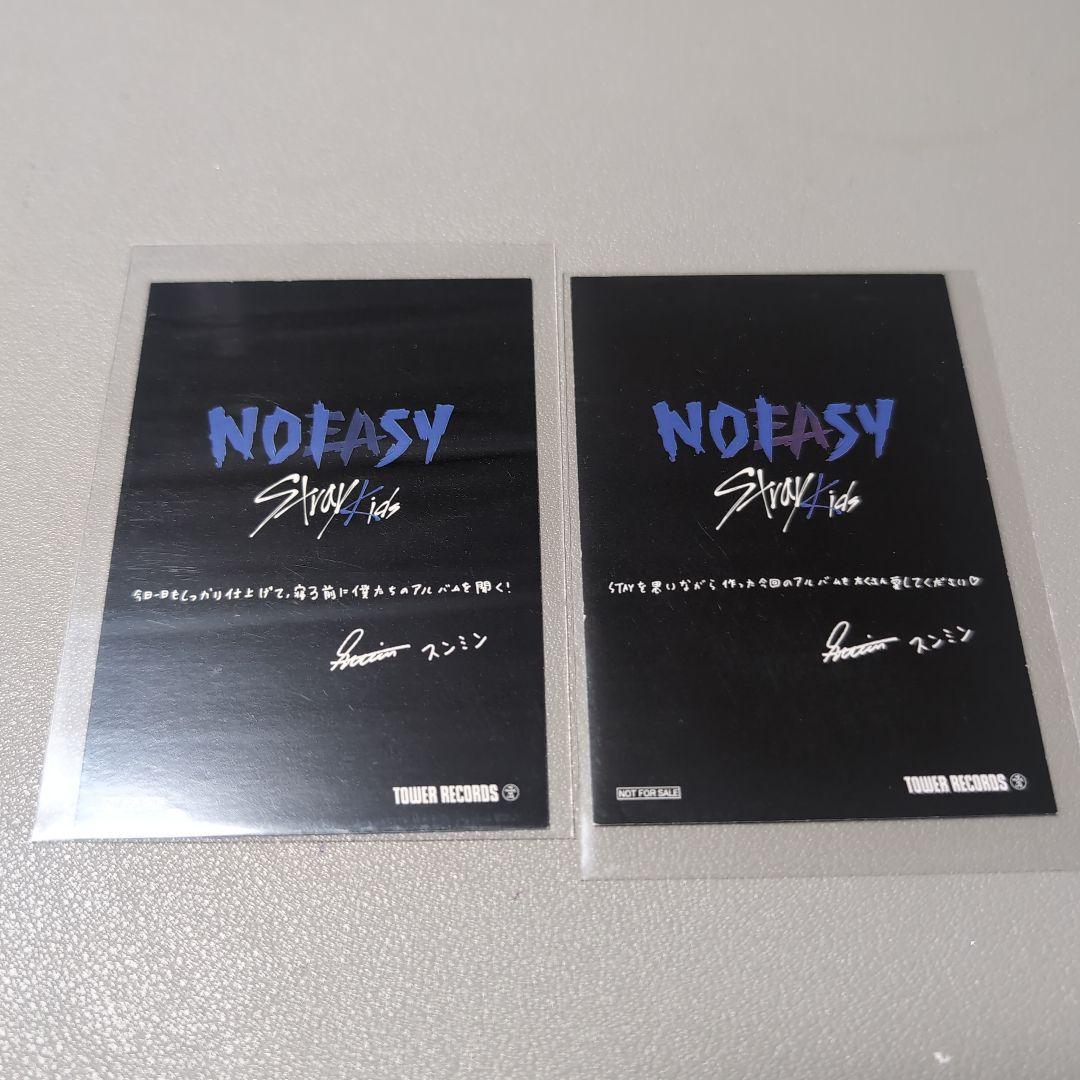 NOEASY
Stray Kids
今日一日もしっかり仕上げて、寝る前に僕たちのアルバムを開く!
スンミン
TOWER RECORDS
NOEASY
Stray Kids
STAYを思いながら作った今回のアルバムもたくさん愛してください♡
スンミン
NOT FOR SALE
TOWER RECORDS